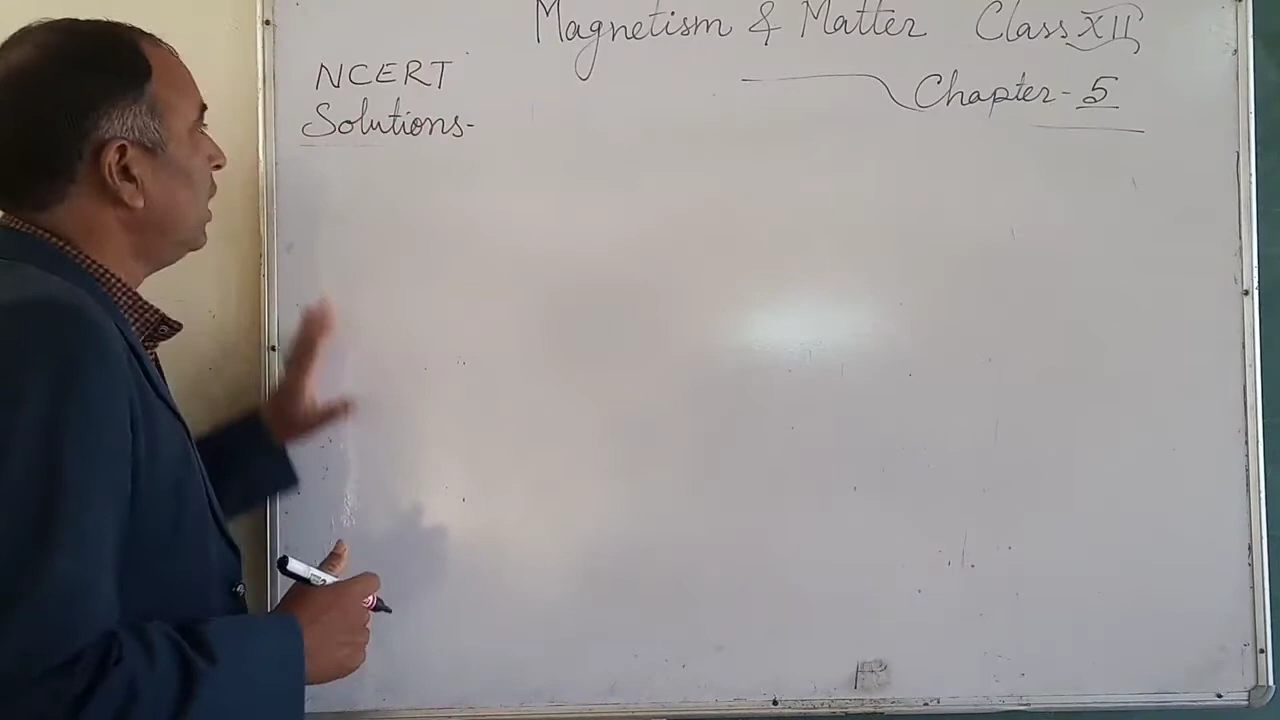 Magnetism & Matter Class XII
NCERT
Chapter-5
Solutions-